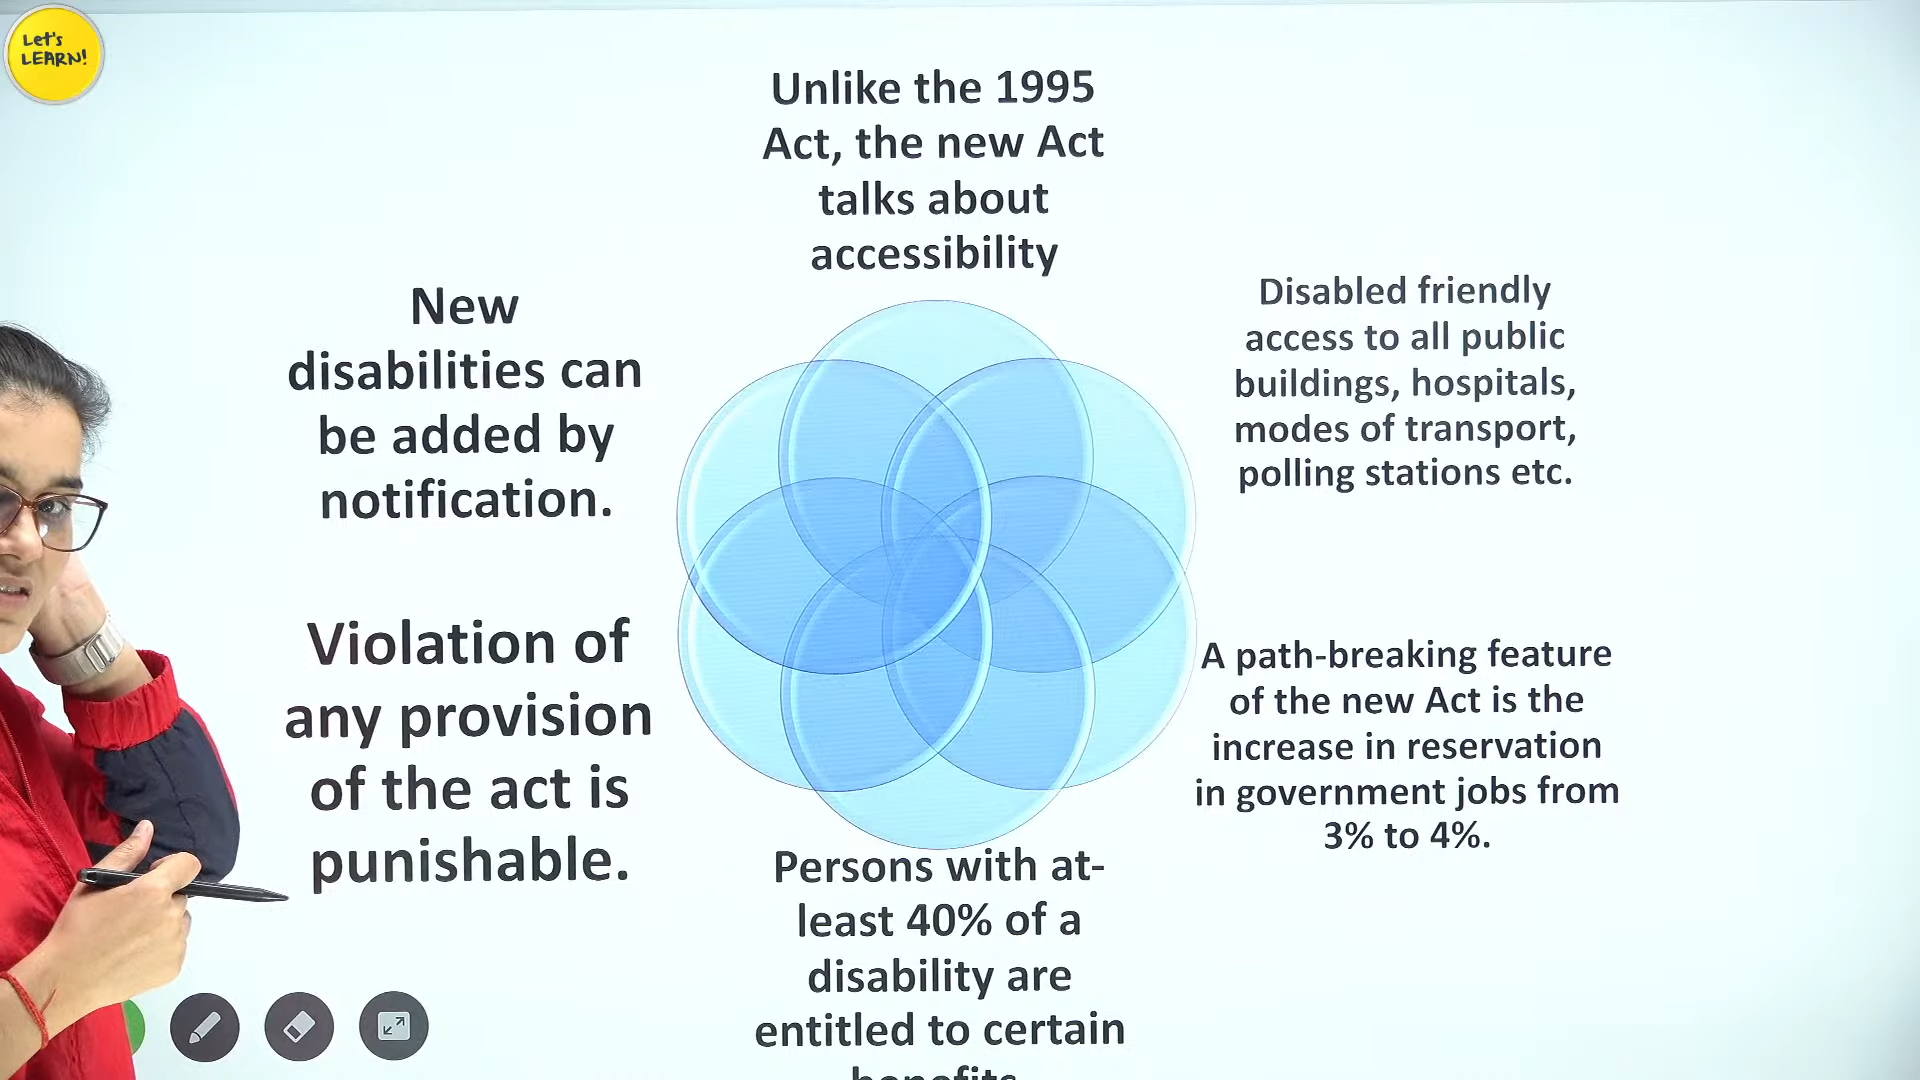 Let's
LEARN!
Unlike the 1995
Act, the new Act
talks about
accessibility
Disabled friendly
access to all public
buildings, hospitals,
modes of transport,
polling stations etc.
A path-breaking feature
of the new Act is the
increase in reservation
in government jobs from
3% to 4%.
Persons with at-
least 40% of a
disability are
entitled to certain
benefits
Violation of
any provision
of the act is
punishable.
New
disabilities can
be added by
notification.